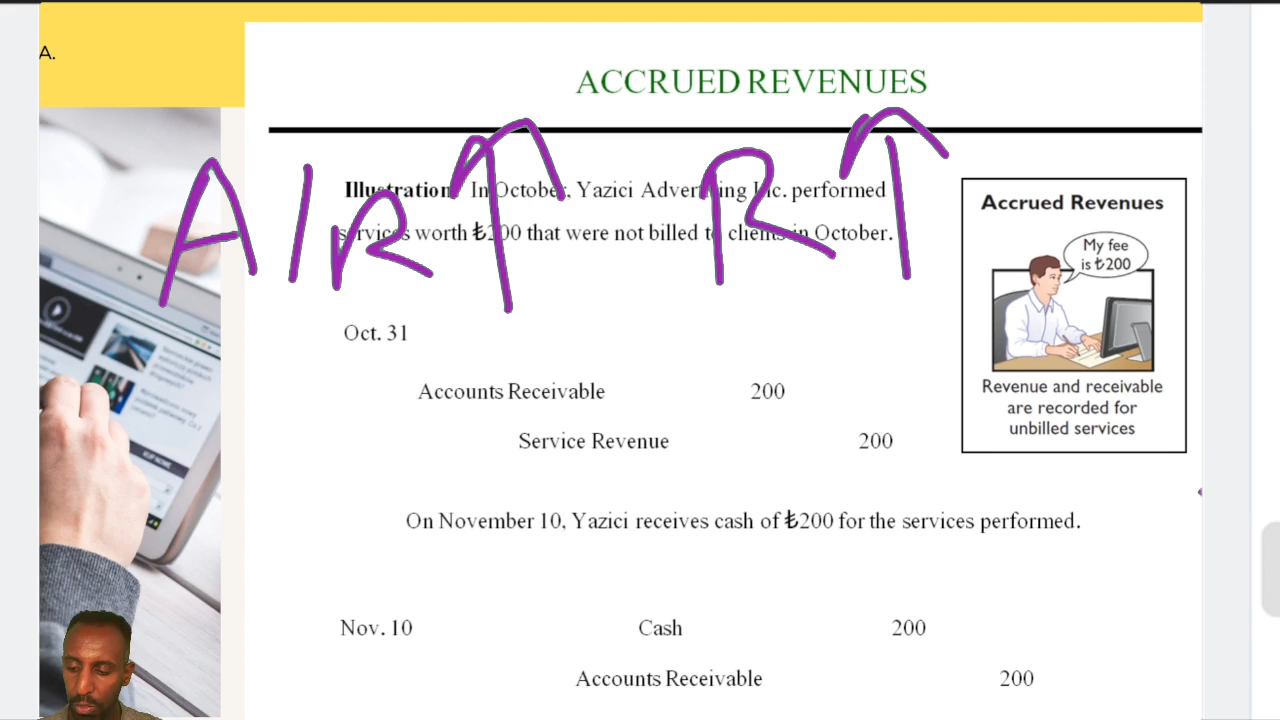 A.
ACCRUED REVENUES
A/R↑ R↑
Illustration: In October, Yazici Advertising Inc. performed
services worth ₺200 that were not billed to clients in October.
Accrued Revenues
My fee
is ₺200
Oct. 31
Accounts Receivable 200
Revenue and receivable
are recorded for
unbilled services
Service Revenue 200
On November 10, Yazici receives cash of ₺200 for the services performed.
Nov. 10 Cash 200
Accounts Receivable 200